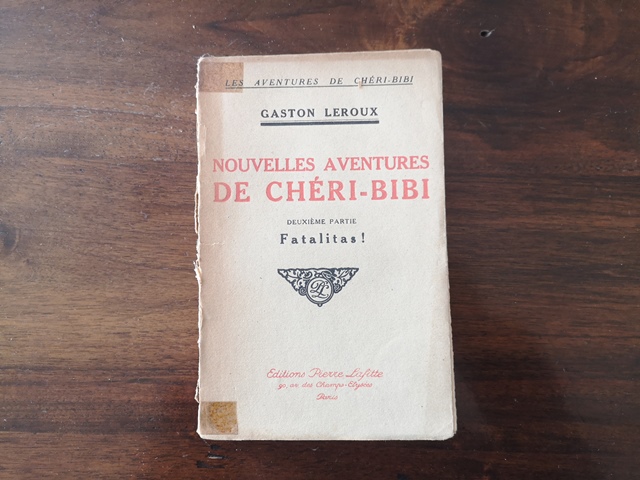 LES AVENTURES DE CHÉRI-BIBI
GASTON LEROUX
NOUVELLES AVENTURES
DE CHÉRI-BIBI
DEUXIÈME PARTIE
Fatalitas!
PL
Editions Pierre Lafitte
90, av des Champs-Elysées
Paris